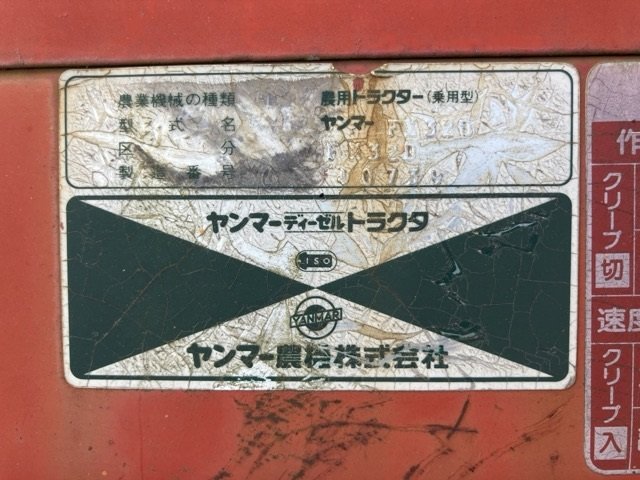 農業機械の種類 農用トラクター(乗用型)
型式名 ヤンマー
区分
製造番号
ヤンマーディーゼルトラクタ
ISO
YANMAR
ヤンマー農機株式会社
作
クリープ
切
速度
クリープ
入